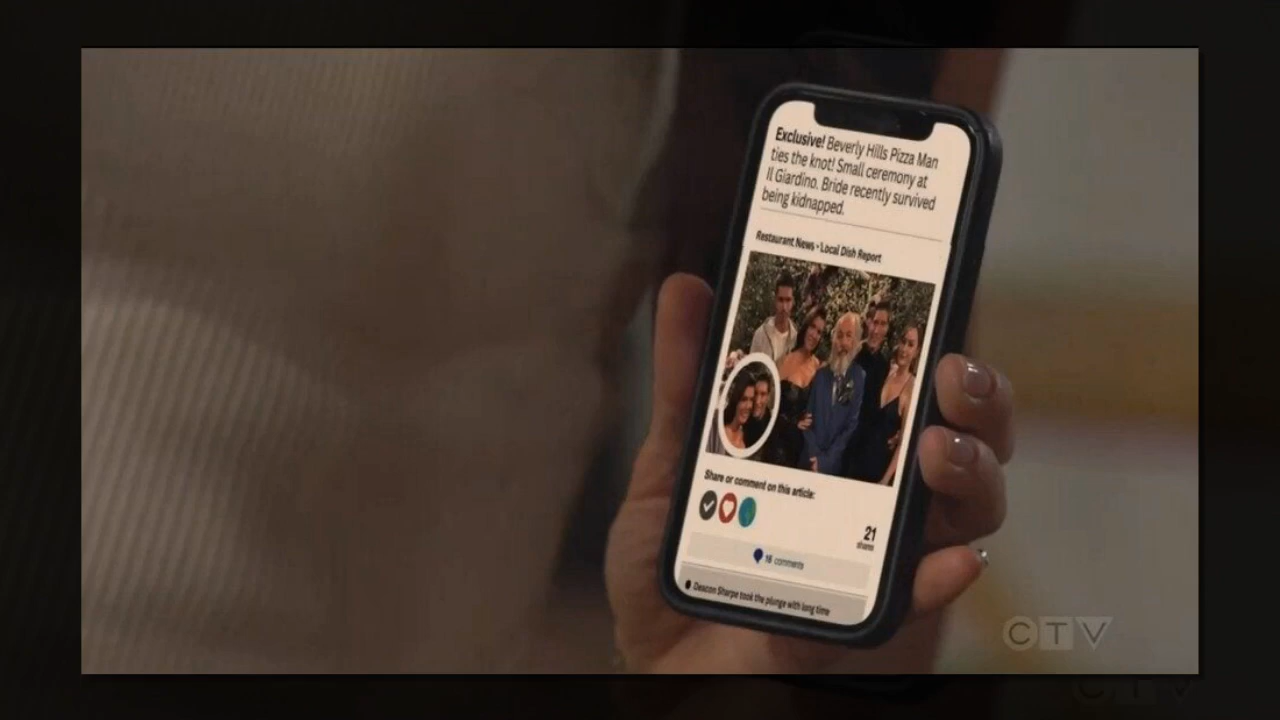 Exclusive! Beverly Hills Pizza Man
ties the knot! Small ceremony at
Il Giardino. Bride recently survived
being kidnapped.
Restaurant News - Local Dish Report
Share or comment on this article:
21
shares
16 comments
Deacon Sharpe took the plunge with long time
CTV
CTV